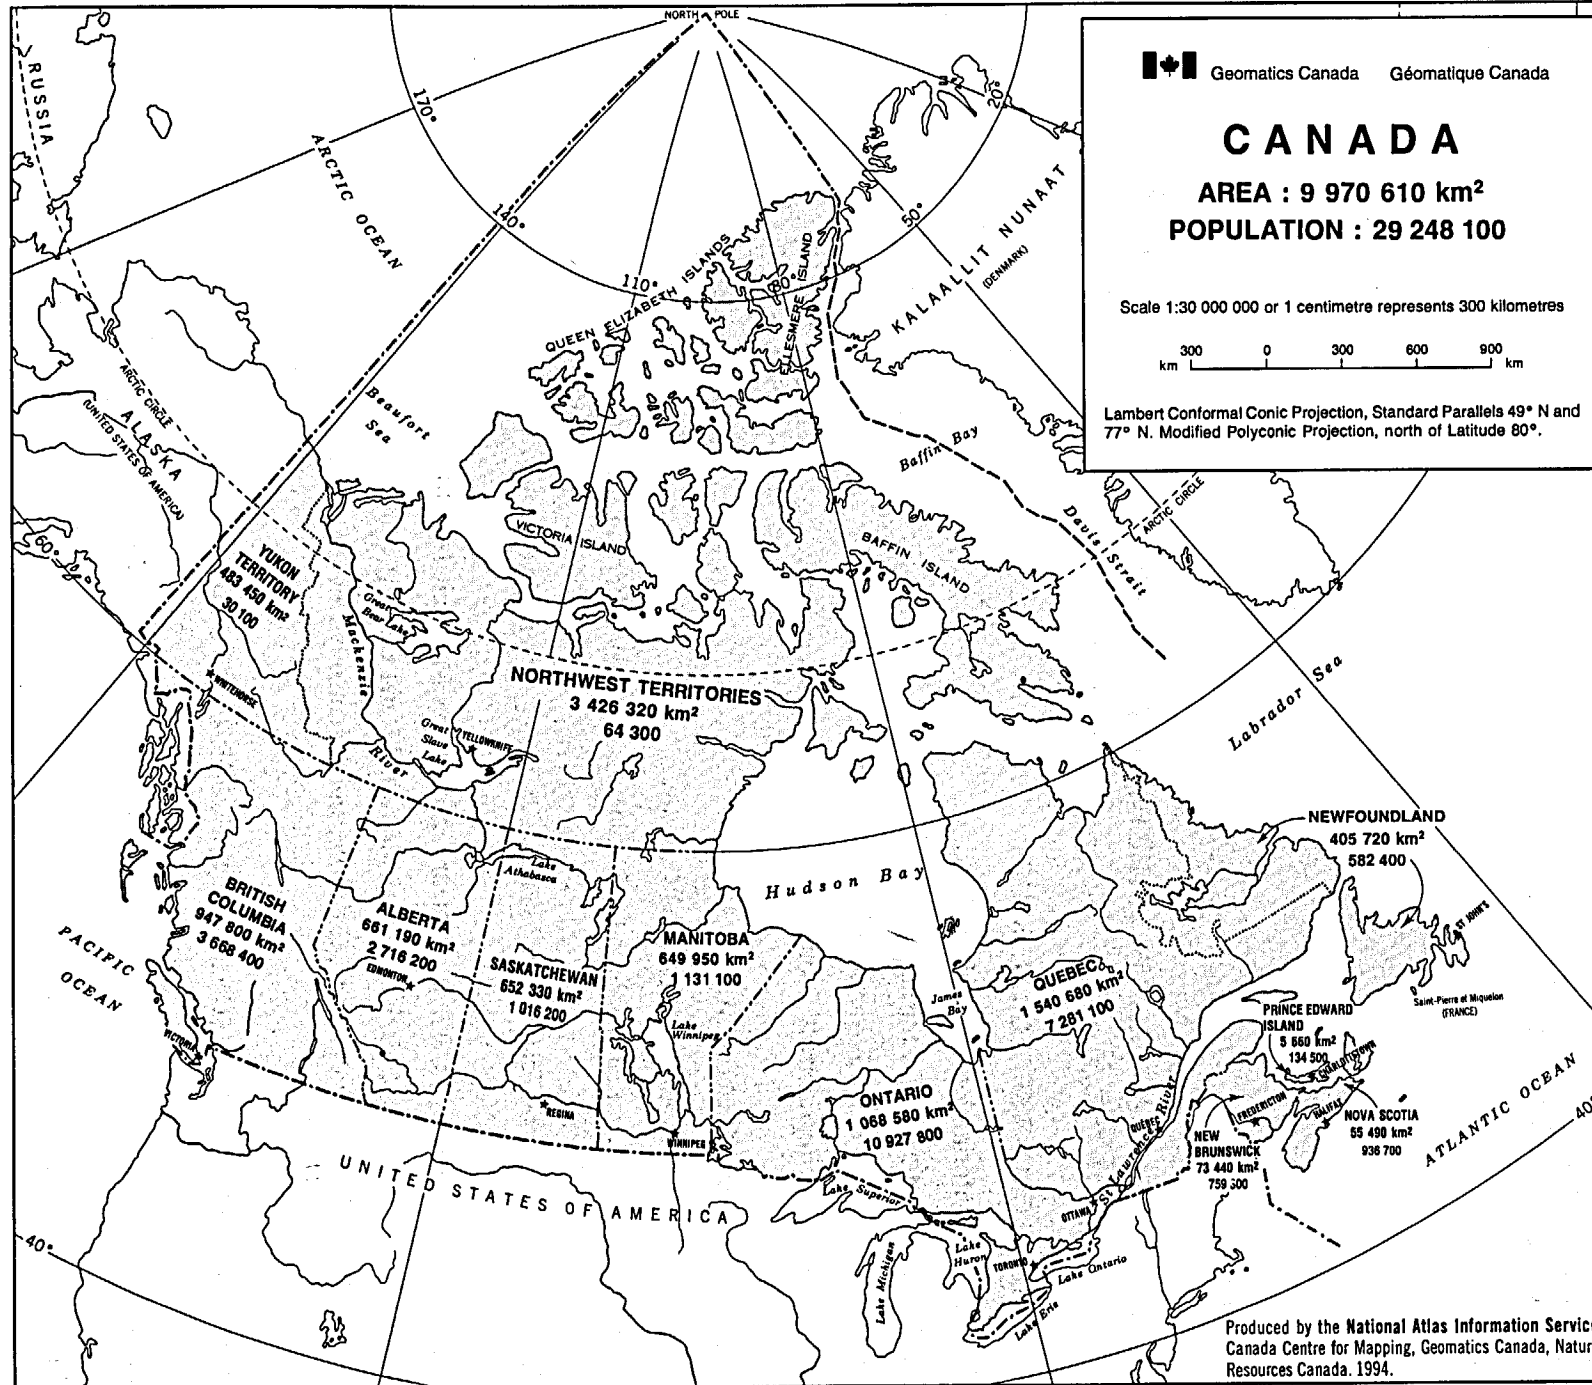 NORTH POLE
RUSSIA
170°
140°
110°
80°
50°
20°
ARCTIC OCEAN
Geomatics Canada Géomatique Canada
CANADA
AREA : 9 970 610 km²
POPULATION : 29 248 100
Scale 1:30 000 000 or 1 centimetre represents 300 kilometres
km 300 0 300 600 900 km
Lambert Conformal Conic Projection, Standard Parallels 49° N and
77° N. Modified Polyconic Projection, north of Latitude 80°.
KALAALLIT NUNAAT
(DENMARK)
QUEEN ELIZABETH ISLANDS
ELLESMERE ISLAND
ARCTIC CIRCLE
ALASKA
(UNITED STATES OF AMERICA)
Beaufort
Sea
Baffin Bay
Davis Strait
ARCTIC CIRCLE
60°
VICTORIA ISLAND
BAFFIN
ISLAND
YUKON
TERRITORY
483 450 km²
30 100
Great
Bear Lake
Mackenzie
River
WHITEHORSE
NORTHWEST TERRITORIES
3 426 320 km²
64 300
Great
Slave
Lake
YELLOWKNIFE
Labrador Sea
NEWFOUNDLAND
405 720 km²
582 400
ST JOHN'S
Lake
Athabasca
Hudson Bay
BRITISH
COLUMBIA
947 800 km²
3 668 400
ALBERTA
661 190 km²
2 716 200
EDMONTON
SASKATCHEWAN
652 330 km²
1 016 200
MANITOBA
649 950 km²
1 131 100
Lake
Winnipeg
PACIFIC
OCEAN
VICTORIA
REGINA
WINNIPEG
James
Bay
QUEBEC
1 540 680 km²
7 281 100
Saint-Pierre et Miquelon
(FRANCE)
PRINCE EDWARD
ISLAND
5 660 km²
134 500
CHARLOTTETOWN
ONTARIO
1 068 580 km²
10 927 800
QUÉBEC
St Lawrence River
FREDERICTON
HALIFAX
NOVA SCOTIA
55 490 km²
936 700
NEW
BRUNSWICK
73 440 km²
ATLANTIC OCEAN
40°
UNITED STATES OF AMERICA
Lake Superior
OTTAWA
Lake
Huron
TORONTO
Lake Ontario
Lake Michigan
Lake Erie
40°
Produced by the National Atlas Information Servic
Canada Centre for Mapping, Geomatics Canada, Natur
Resources Canada. 1994.